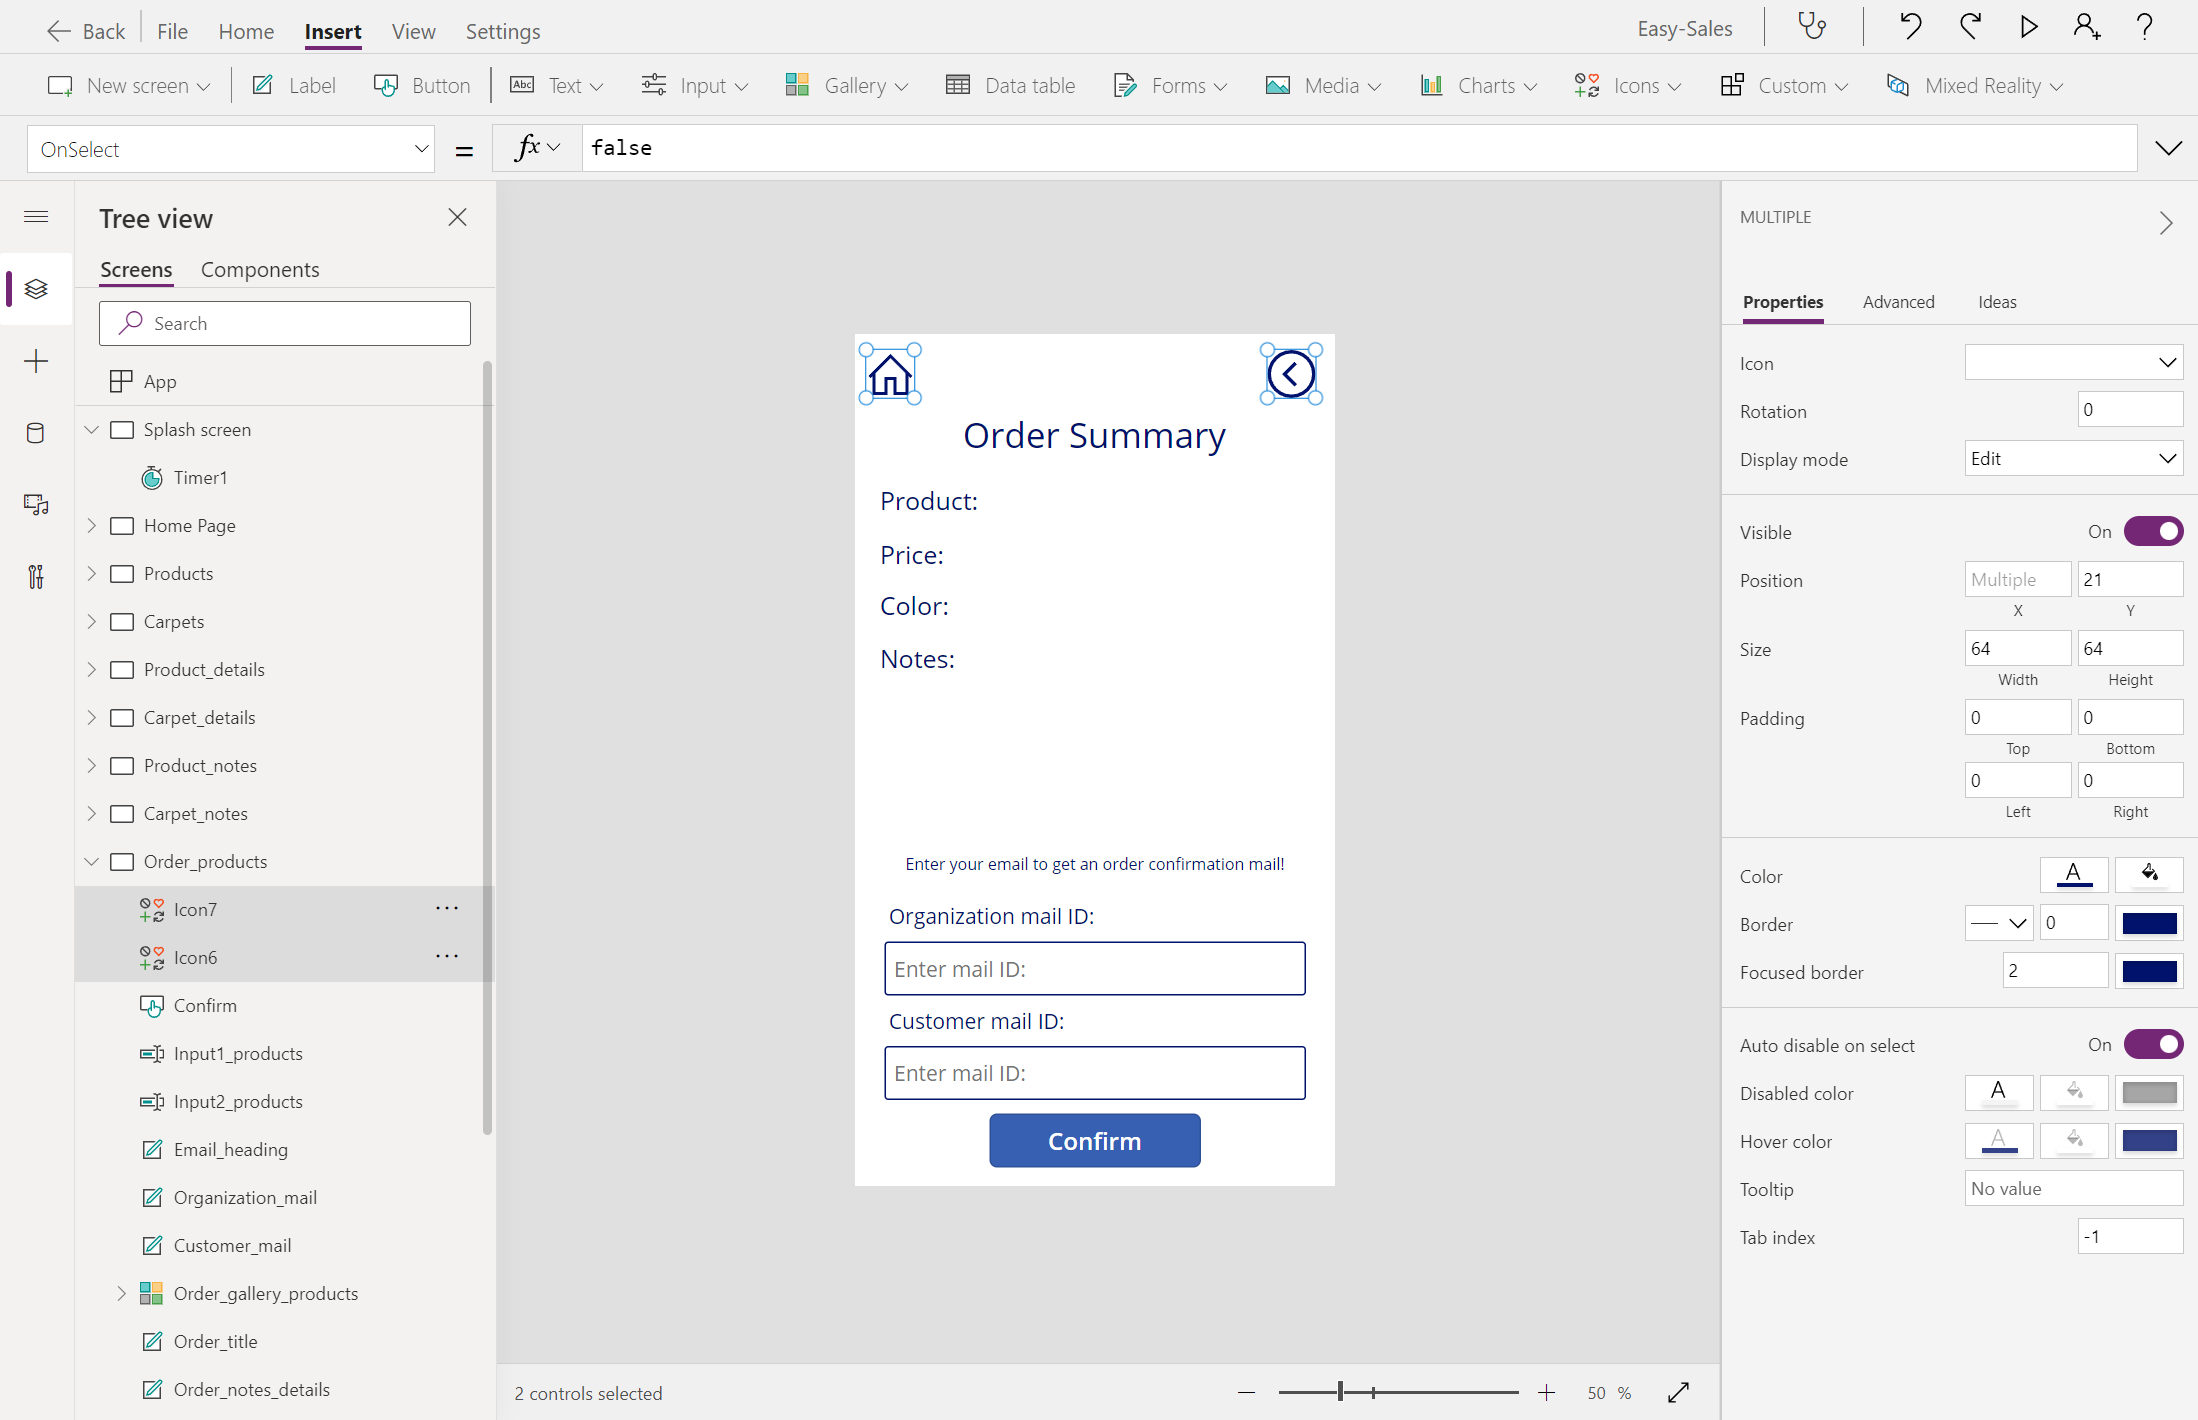 Back File Home Insert View Settings Easy-Sales
New screen Label Button Abc Text Input Gallery Data table Forms Media Charts Icons Custom Mixed Reality
OnSelect = fx false
Tree view
Screens Components
Search
App
Splash screen
Timer1
Home Page
Products
Carpets
Product_details
Carpet_details
Product_notes
Carpet_notes
Order_products
Icon7 ...
Icon6 ...
Confirm
Input1_products
Input2_products
Email_heading
Organization_mail
Customer_mail
Order_gallery_products
Order_title
Order_notes_details
Order Summary
Product:
Price:
Color:
Notes:
Enter your email to get an order confirmation mail!
Organization mail ID:
Enter mail ID:
Customer mail ID:
Enter mail ID:
Confirm
2 controls selected
50 %
MULTIPLE
Properties Advanced Ideas
Icon
Rotation 0
Display mode Edit
Visible On
Position Multiple 21
X Y
Size 64 64
Width Height
Padding 0 0
Top Bottom
0 0
Left Right
Color A
Border 0
Focused border 2
Auto disable on select On
Disabled color A
Hover color A
Tooltip No value
Tab index -1